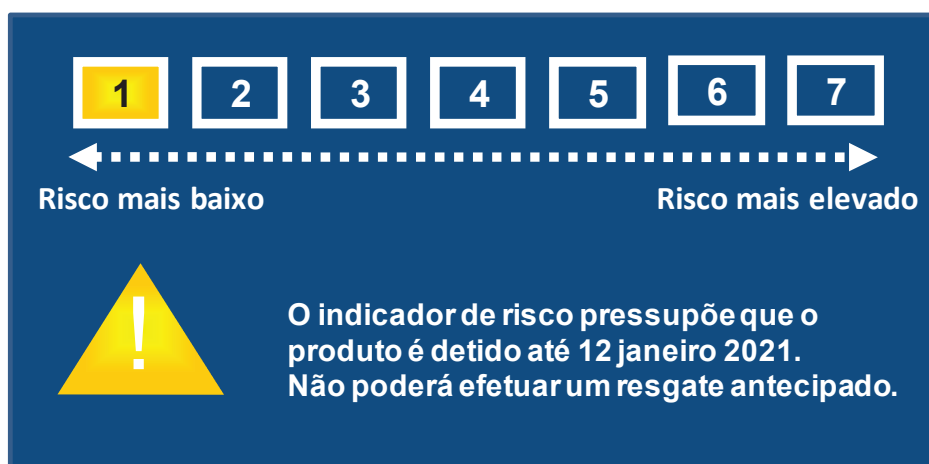 1 2 3 4 5 6 7
Risco mais baixo Risco mais elevado
!
O indicador de risco pressupõe que o
produto é detido até 12 janeiro 2021.
Não poderá efetuar um resgate antecipado.